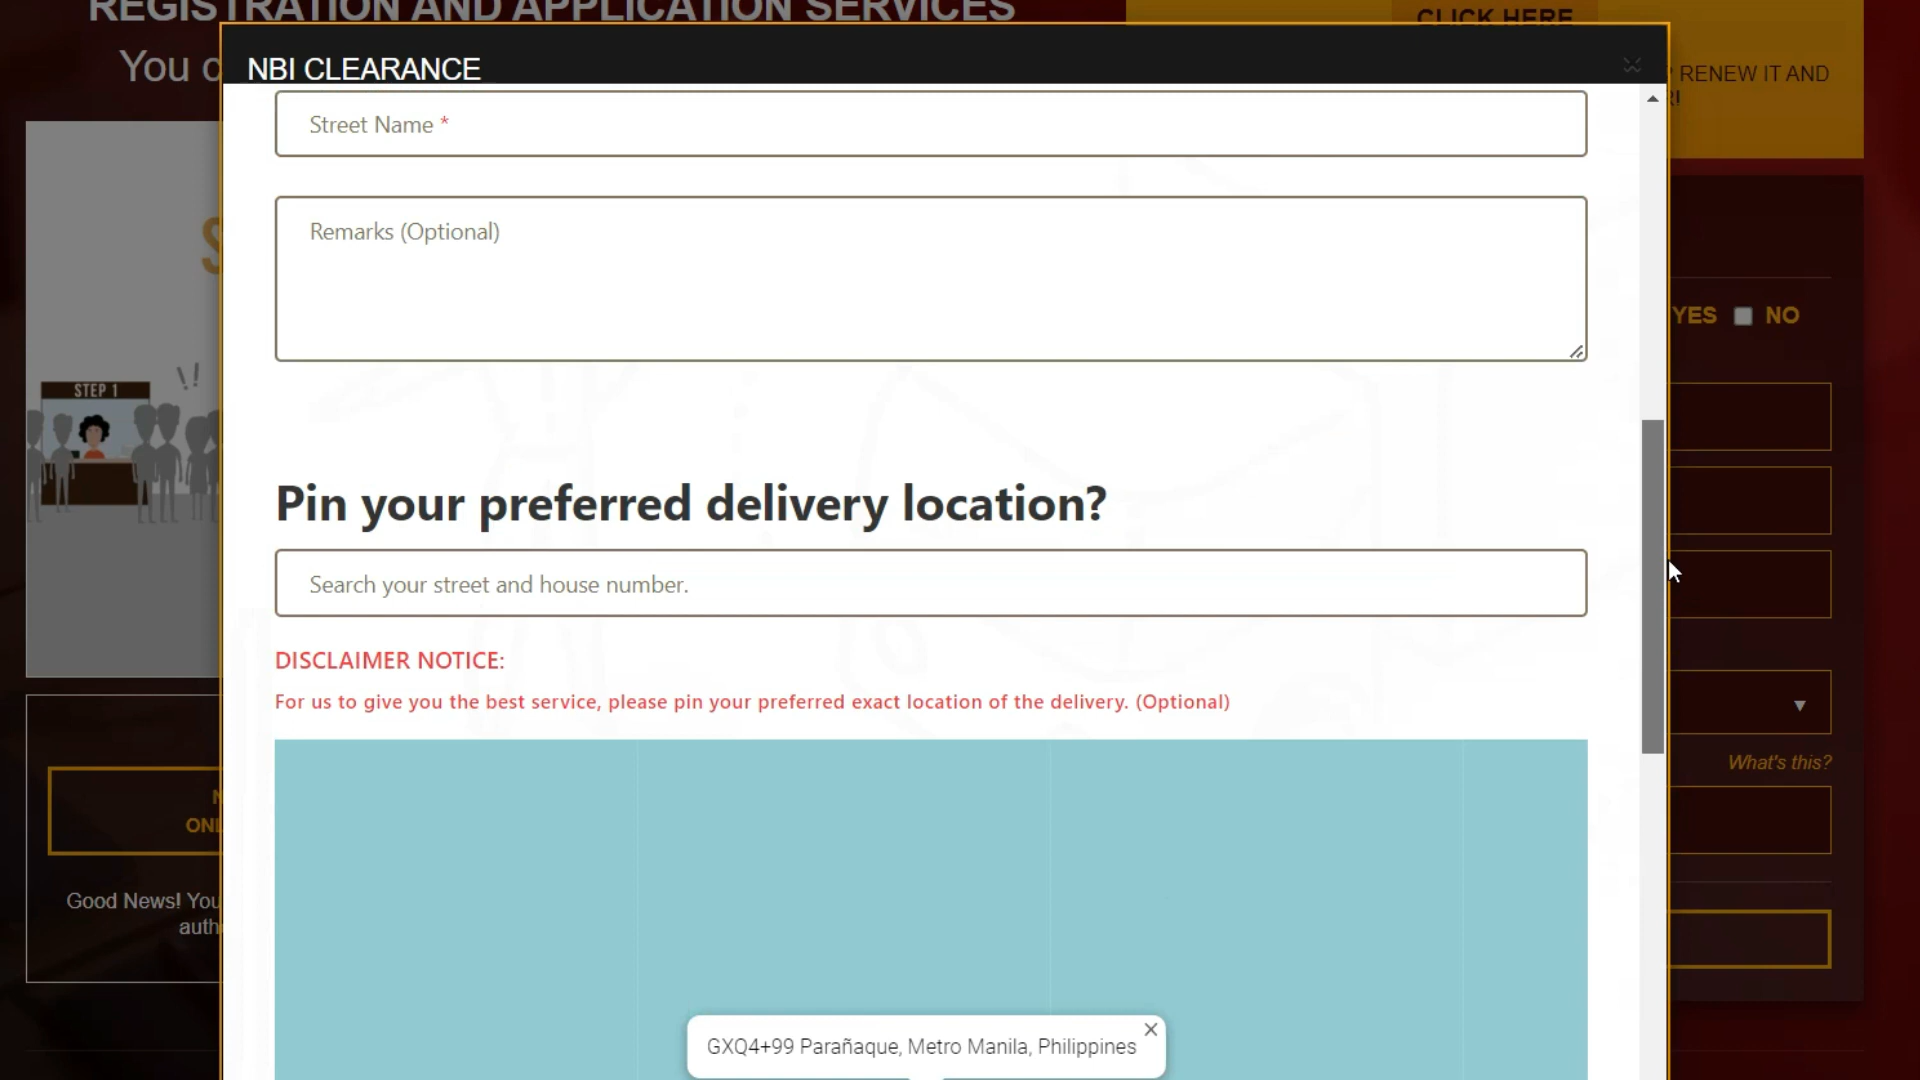 REGISTRATION AND APPLICATION SERVICES
CLICK HERE
You
NBI CLEARANCE
RENEW IT AND
Street Name *
Remarks (Optional)
YES NO
STEP 1
!!
Pin your preferred delivery location?
Search your street and house number.
DISCLAIMER NOTICE:
For us to give you the best service, please pin your preferred exact location of the delivery. (Optional)
What's this?
Good News! You
GXQ4+99 Parañaque, Metro Manila, Philippines